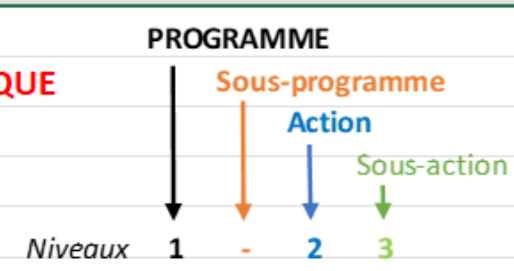 PROGRAMME
QUE Sous-programme
Action
Sous-action
Niveaux 1 - 2 3